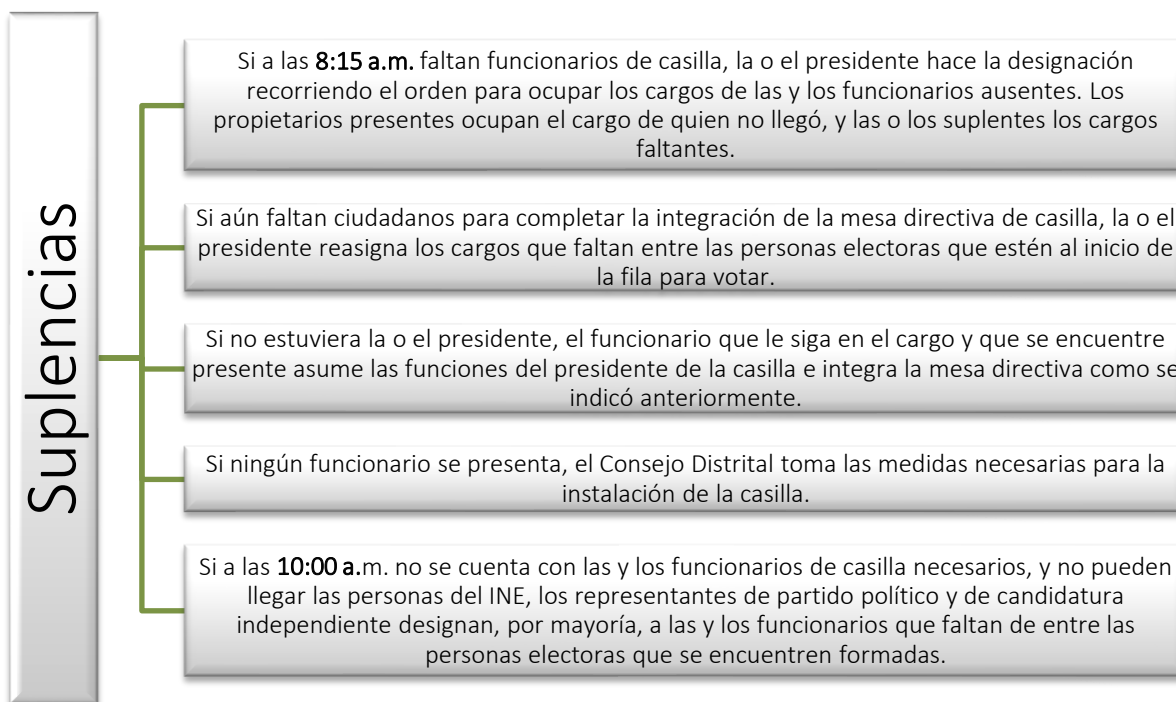 Suplencias
Si a las 8:15 a.m. faltan funcionarios de casilla, la o el presidente hace la designación
recorriendo el orden para ocupar los cargos de las y los funcionarios ausentes. Los
propietarios presentes ocupan el cargo de quien no llegó, y las o los suplentes los cargos
faltantes.
Si aún faltan ciudadanos para completar la integración de la mesa directiva de casilla, la o el
presidente reasigna los cargos que faltan entre las personas electoras que estén al inicio de
la fila para votar.
Si no estuviera la o el presidente, el funcionario que le siga en el cargo y que se encuentre
presente asume las funciones del presidente de la casilla e integra la mesa directiva como se
indicó anteriormente.
Si ningún funcionario se presenta, el Consejo Distrital toma las medidas necesarias para la
instalación de la casilla.
Si a las 10:00 a.m. no se cuenta con las y los funcionarios de casilla necesarios, y no pueden
llegar las personas del INE, los representantes de partido político y de candidatura
independiente designan, por mayoría, a las y los funcionarios que faltan de entre las
personas electoras que se encuentren formadas.